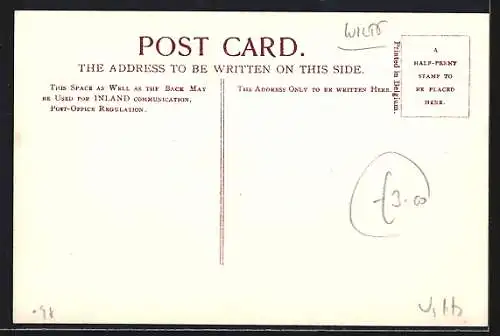 WILTS
POST CARD.
THE ADDRESS TO BE WRITTEN ON THIS SIDE.
This Space as Well as the Back May
be Used for INLAND communication,
Post-Office Regulation.
The Address Only to be written Here.
Printed in Belgium.
A
HALF-PENNY
STAMP TO
BE PLACED
HERE.
£3.00